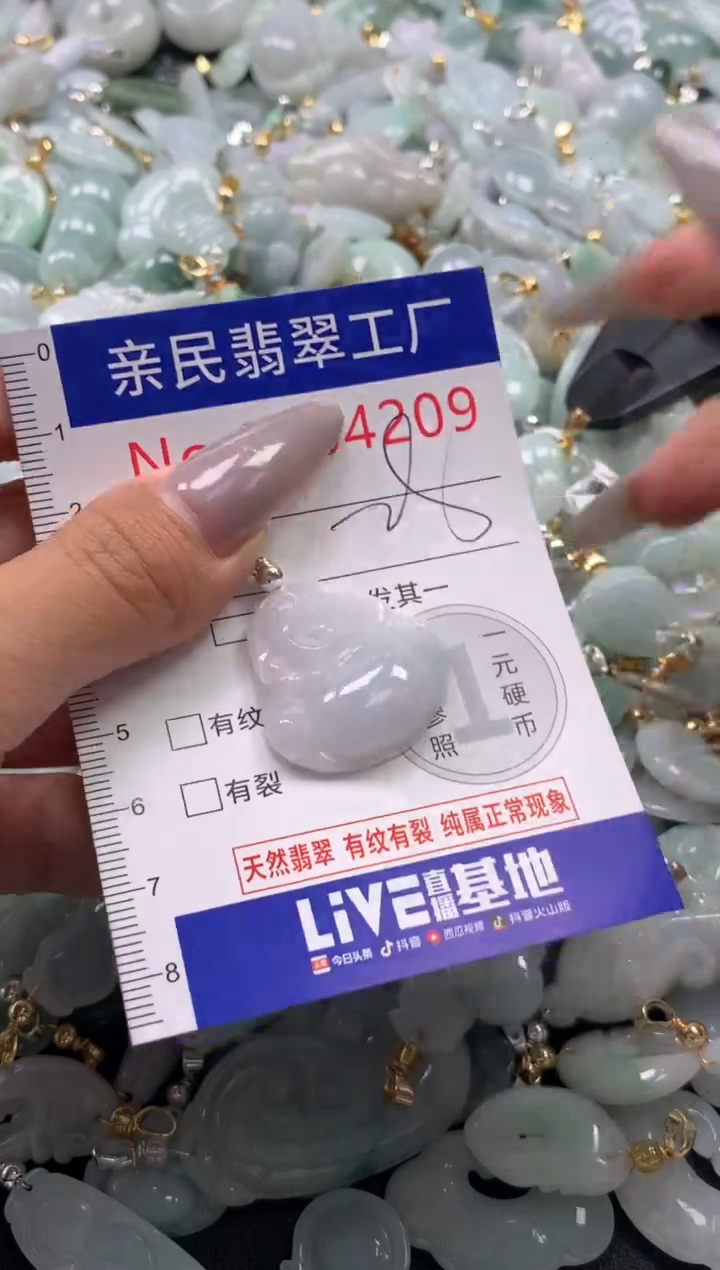 亲民翡翠工厂
No 4209
发其一
一元硬币
1
参照
有纹
有裂
天然翡翠 有纹有裂 纯属正常现象
LiVE直播基地
今日头条 抖音 西瓜视频 抖音火山版
0
1
2
5
6
7
8